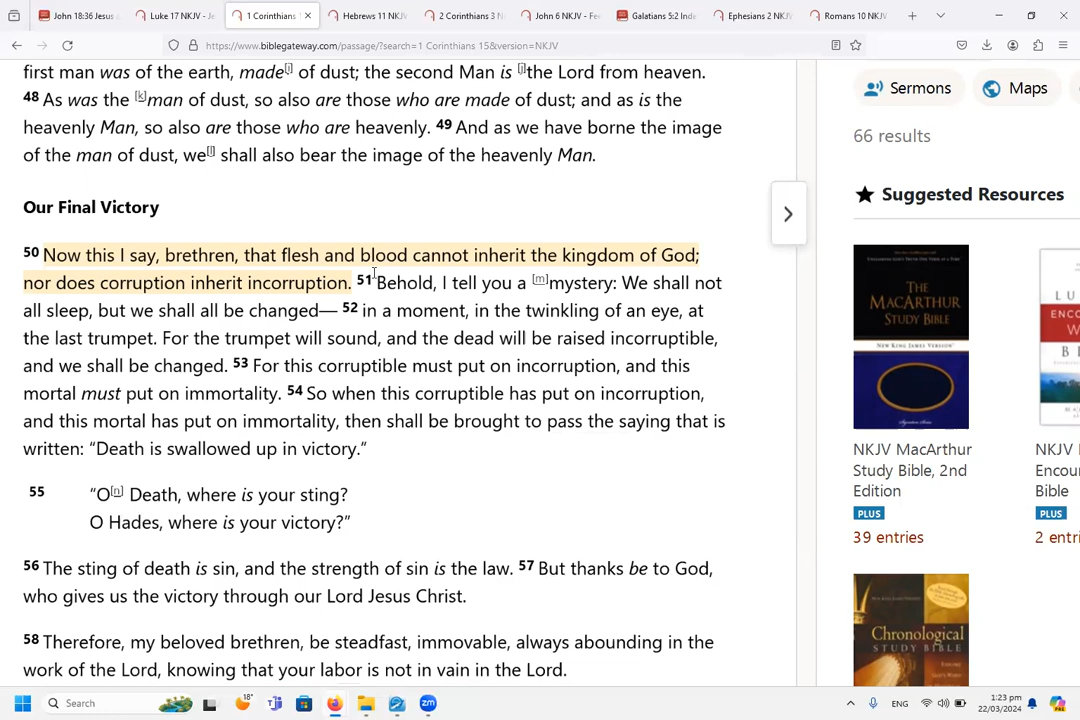 John 18:36 Jesus a
Luke 17 NKJV - Je
1 Corinthians
Hebrews 11 NKJV
2 Corinthians 3 N
John 6 NKJV - Fee
Galatians 5:2 Inde
Ephesians 2 NKJV
Romans 10 NKJV
https://www.biblegateway.com/passage/?search=1 Corinthians 15&version=NKJV
first man was of the earth, made[i] of dust; the second Man is [j]the Lord from heaven.
48 As was the [k]man of dust, so also are those who are made of dust; and as is the
heavenly Man, so also are those who are heavenly. 49 And as we have borne the image
of the man of dust, we[l] shall also bear the image of the heavenly Man.
Our Final Victory
50 Now this I say, brethren, that flesh and blood cannot inherit the kingdom of God;
nor does corruption inherit incorruption. 51 Behold, I tell you a [m]mystery: We shall not
all sleep, but we shall all be changed— 52 in a moment, in the twinkling of an eye, at
the last trumpet. For the trumpet will sound, and the dead will be raised incorruptible,
and we shall be changed. 53 For this corruptible must put on incorruption, and this
mortal must put on immortality. 54 So when this corruptible has put on incorruption,
and this mortal has put on immortality, then shall be brought to pass the saying that is
written: “Death is swallowed up in victory.”
55 “O[n] Death, where is your sting?
O Hades, where is your victory?”
56 The sting of death is sin, and the strength of sin is the law. 57 But thanks be to God,
who gives us the victory through our Lord Jesus Christ.
58 Therefore, my beloved brethren, be steadfast, immovable, always abounding in the
work of the Lord, knowing that your labor is not in vain in the Lord.
Sermons
Maps
66 results
Suggested Resources
THE
MACARTHUR
STUDY BIBLE
NEW KING JAMES VERSION
NKJV MacArthur
Study Bible, 2nd
Edition
PLUS
39 entries
NKJV
Encou
Bible
PLUS
2 entri
Chronological
STUDY BIBLE
Search
18°
ENG
1:23 pm
22/03/2024